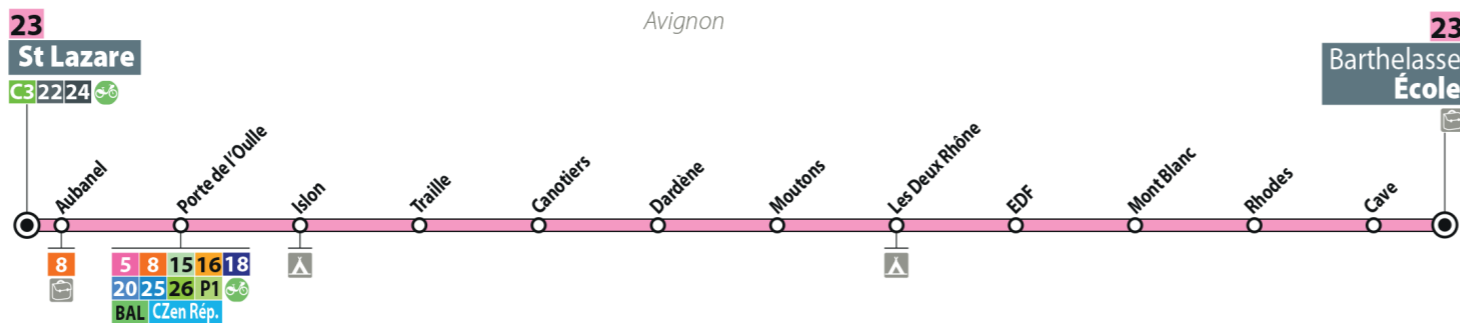 Avignon
23
St Lazare
C3 22 24
23
Barthelasse
École
Aubanel
Porte de l'Oulle
Islon
Traille
Canotiers
Dardène
Moutons
Les Deux Rhône
EDF
Mont Blanc
Rhodes
Cave
8
5 8 15 16 18
20 25 26 P1
BAL CZen Rép.